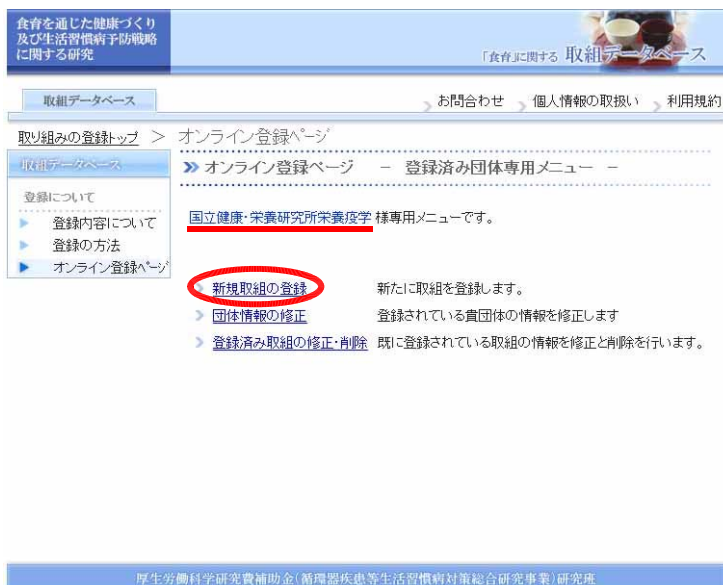 食育を通じた健康づくり
及び生活習慣病予防戦略
に関する研究
「食育」に関する 取組データベース
取組データベース
お問合わせ 個人情報の取扱い 利用規約
取り組みの登録トップ ＞ オンライン登録ページ
取組データベース
登録について
登録内容について
登録の方法
オンライン登録ページ
オンライン登録ページ － 登録済み団体専用メニュー －
国立健康・栄養研究所栄養疫学 様専用メニューです。
新規取組の登録 新たに取組を登録します。
団体情報の修正 登録されている貴団体の情報を修正します
登録済み取組の修正・削除 既に登録されている取組の情報を修正と削除を行います。
厚生労働科学研究費補助金(循環器疾患等生活習慣病対策総合研究事業)研究班